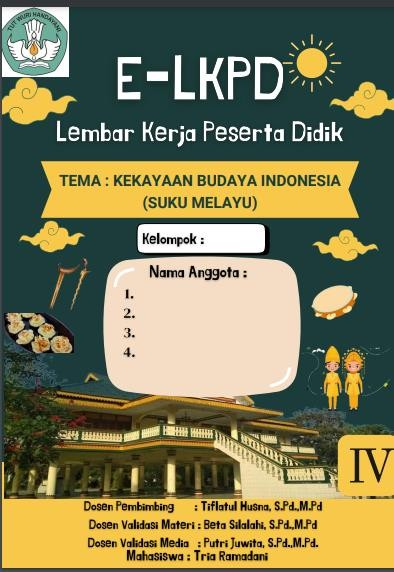 TUT WURI HANDAYANI
E-LKPD
Lembar Kerja Peserta Didik
TEMA : KEKAYAAN BUDAYA INDONESIA
(SUKU MELAYU)
Kelompok :
Nama Anggota :
1.
2.
3.
4.
IV
Dosen Pembimbing : Tiflatul Husna, S.Pd.,M.Pd
Dosen Validasi Materi : Beta Silalahi, S.Pd.,M.Pd
Dosen Validasi Media : Putri Juwita, S.Pd.,M.Pd.
Mahasiswa : Tria Ramadani